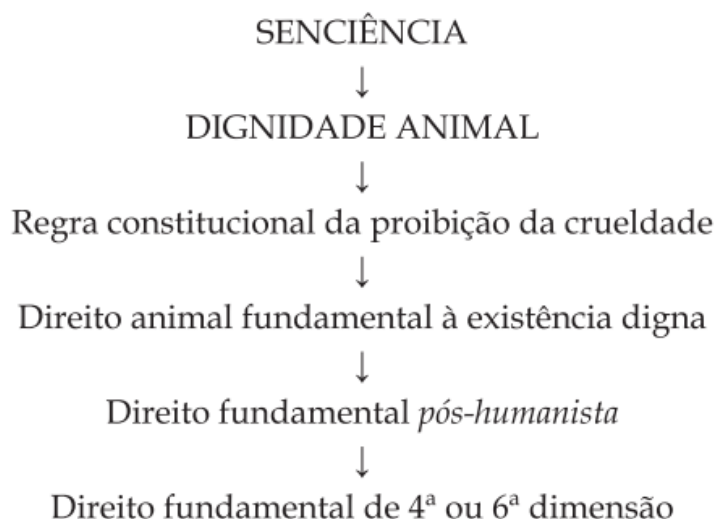 SENCIÊNCIA
↓
DIGNIDADE ANIMAL
↓
Regra constitucional da proibição da crueldade
↓
Direito animal fundamental à existência digna
↓
Direito fundamental pós-humanista
↓
Direito fundamental de 4ª ou 6ª dimensão